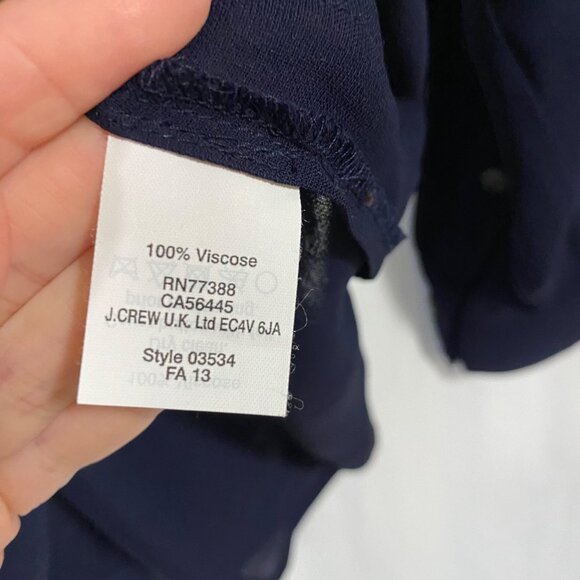 100% Viscose
RN77388
CA56445
J.CREW U.K. Ltd EC4V 6JA
Style 03534
FA 13